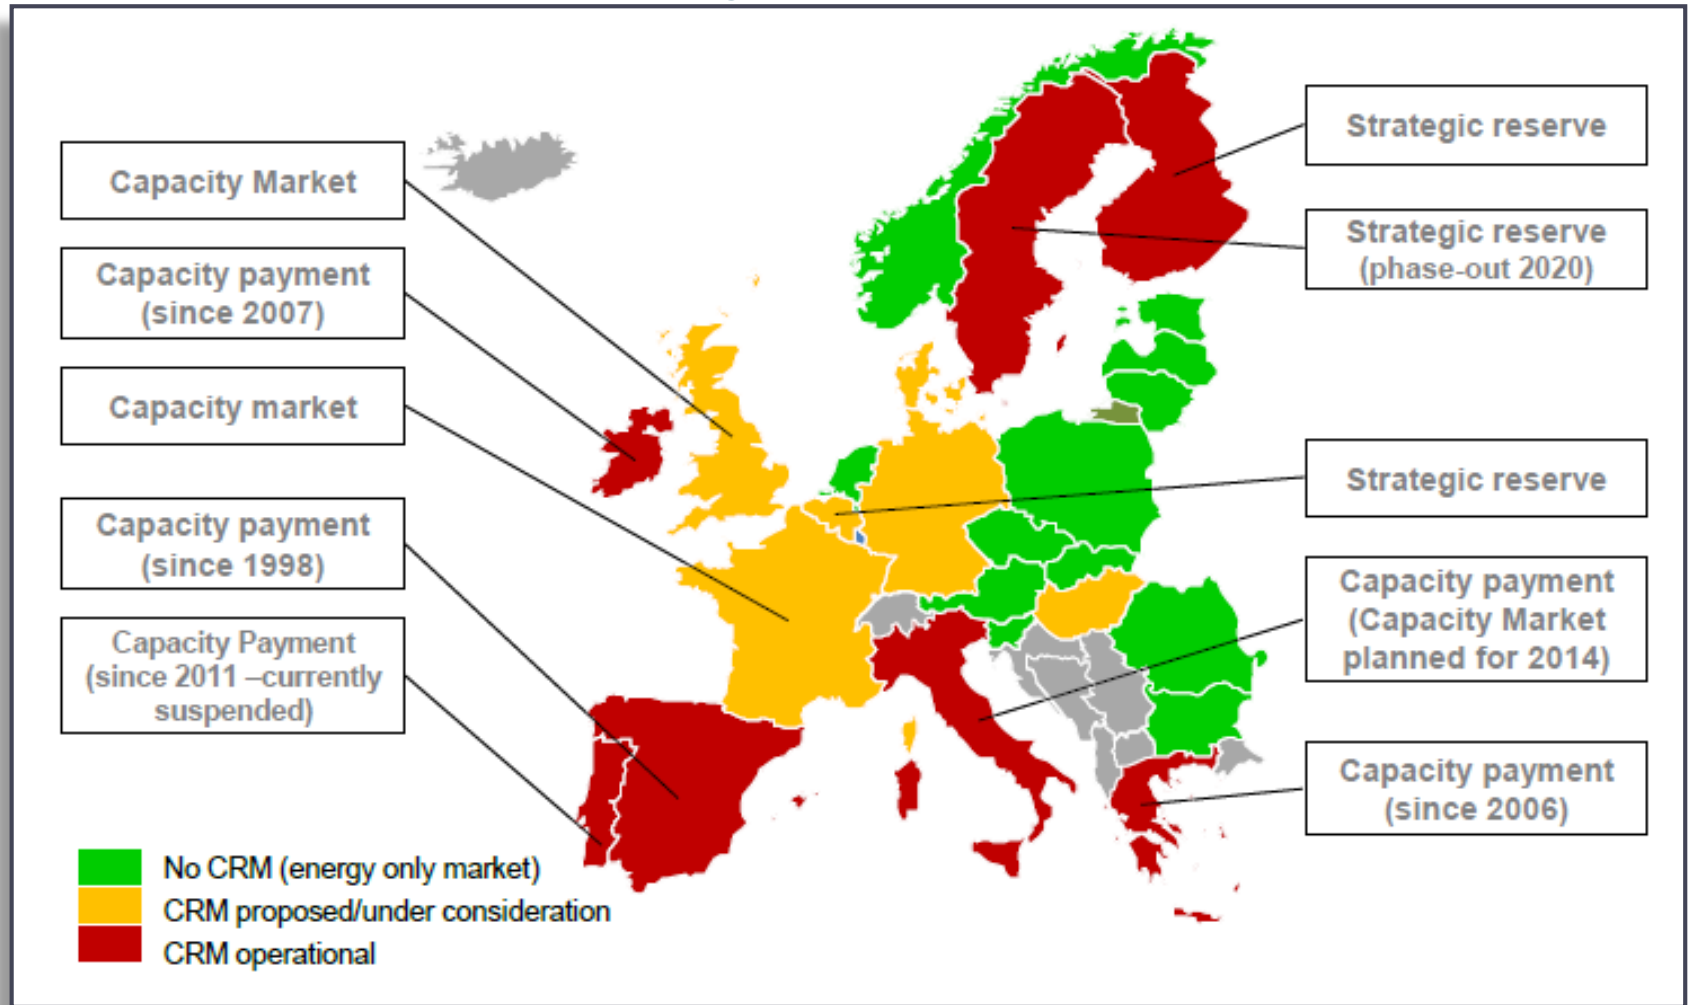 Capacity Market
Capacity payment
(since 2007)
Capacity market
Capacity payment
(since 1998)
Capacity Payment
(since 2011 –currently
suspended)
Strategic reserve
Strategic reserve
(phase-out 2020)
Strategic reserve
Capacity payment
(Capacity Market
planned for 2014)
Capacity payment
(since 2006)
No CRM (energy only market)
CRM proposed/under consideration
CRM operational